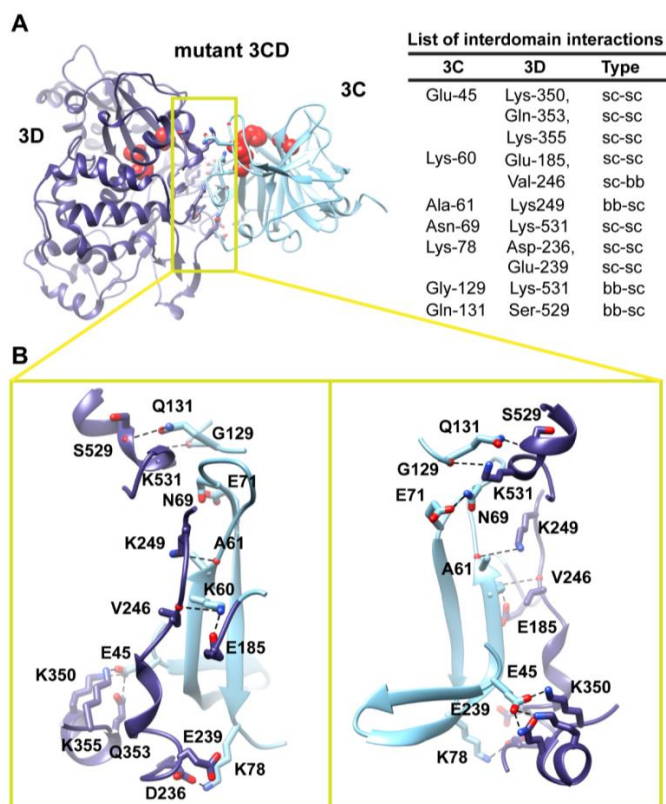 A
mutant 3CD
3C
3D
List of interdomain interactions
3C 3D Type
Glu-45 Lys-350, sc-sc
Gln-353, sc-sc
Lys-355 sc-sc
Lys-60 Glu-185, sc-sc
Val-246 sc-bb
Ala-61 Lys249 bb-sc
Asn-69 Lys-531 sc-sc
Lys-78 Asp-236, sc-sc
Glu-239 sc-sc
Gly-129 Lys-531 bb-sc
Gln-131 Ser-529 bb-sc
B
Q131
S529
G129
K531
E71
N69
K249
A61
K60
V246
E185
E45
K350
K355
Q353
E239
K78
D236
Q131
S529
G129
E71
K531
N69
K249
A61
V246
E185
E45
K350
E239
K78